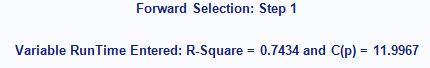 Forward Selection: Step 1
Variable RunTime Entered: R-Square = 0.7434 and C(p) = 11.9967